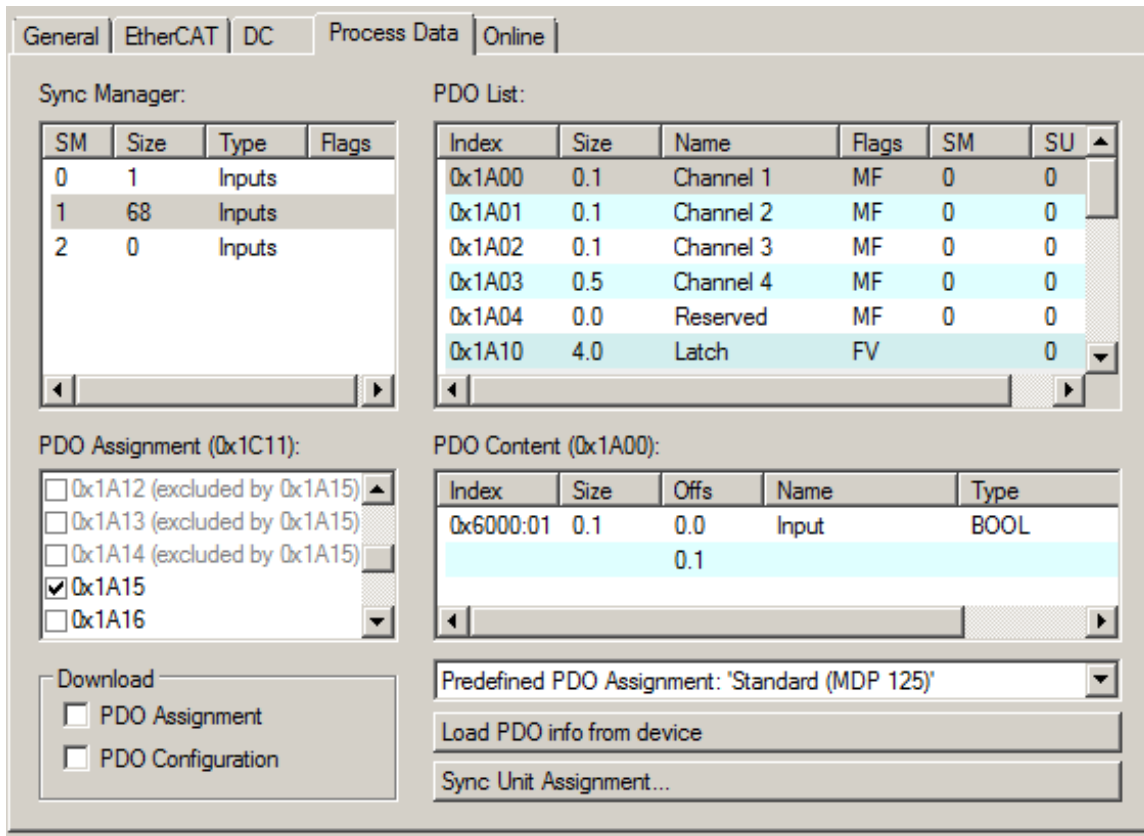 General EtherCAT DC Process Data Online
Sync Manager:
SM Size Type Flags
0 1 Inputs
1 68 Inputs
2 0 Inputs
PDO List:
Index Size Name Flags SM SU
0x1A00 0.1 Channel 1 MF 0 0
0x1A01 0.1 Channel 2 MF 0 0
0x1A02 0.1 Channel 3 MF 0 0
0x1A03 0.5 Channel 4 MF 0 0
0x1A04 0.0 Reserved MF 0 0
0x1A10 4.0 Latch FV 0
PDO Assignment (0x1C11):
0x1A12 (excluded by 0x1A15)
0x1A13 (excluded by 0x1A15)
0x1A14 (excluded by 0x1A15)
0x1A15
0x1A16
PDO Content (0x1A00):
Index Size Offs Name Type
0x6000:01 0.1 0.0 Input BOOL
0.1
Download
PDO Assignment
PDO Configuration
Predefined PDO Assignment: 'Standard (MDP 125)'
Load PDO info from device
Sync Unit Assignment...